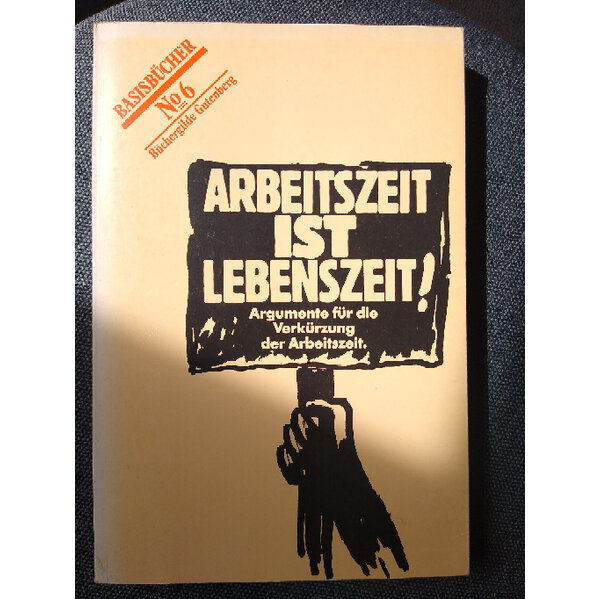 BASISBÜCHER
No 6
Büchergilde Gutenberg
ARBEITSZEIT
IST
LEBENSZEIT!
Argumente für die
Verkürzung
der Arbeitszeit.